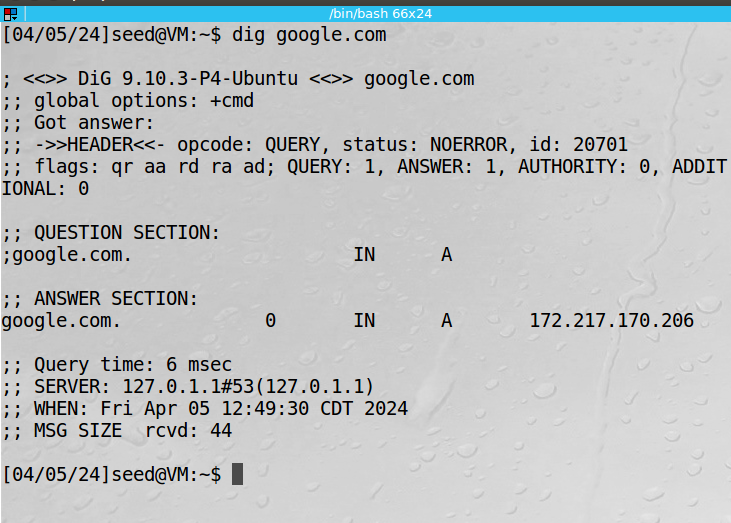 /bin/bash 66x24
[04/05/24]seed@VM:~$ dig google.com
; <<>> DiG 9.10.3-P4-Ubuntu <<>> google.com
;; global options: +cmd
;; Got answer:
;; ->>HEADER<<- opcode: QUERY, status: NOERROR, id: 20701
;; flags: qr aa rd ra ad; QUERY: 1, ANSWER: 1, AUTHORITY: 0, ADDIT
IONAL: 0
;; QUESTION SECTION:
;google.com. IN A
;; ANSWER SECTION:
google.com. 0 IN A 172.217.170.206
;; Query time: 6 msec
;; SERVER: 127.0.1.1#53(127.0.1.1)
;; WHEN: Fri Apr 05 12:49:30 CDT 2024
;; MSG SIZE rcvd: 44
[04/05/24]seed@VM:~$